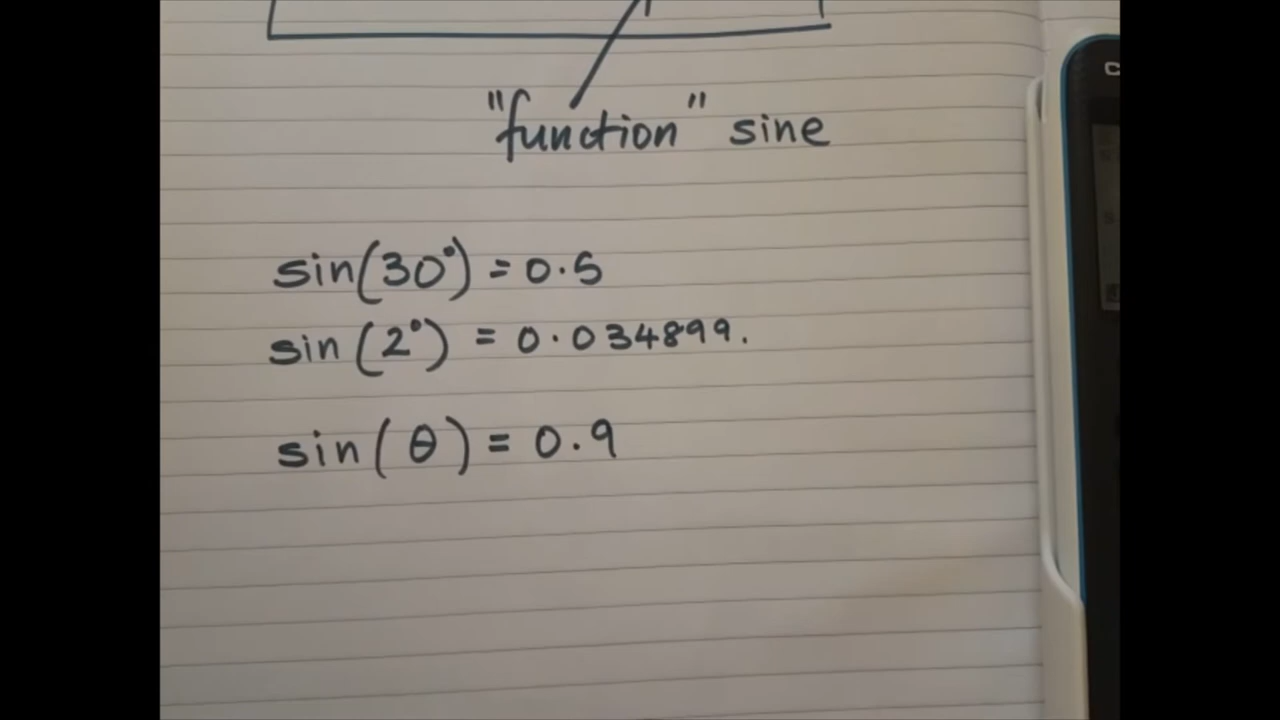 "function" sine
sin(30°) = 0.5
sin (2°) = 0.034899.
sin(θ) = 0.9